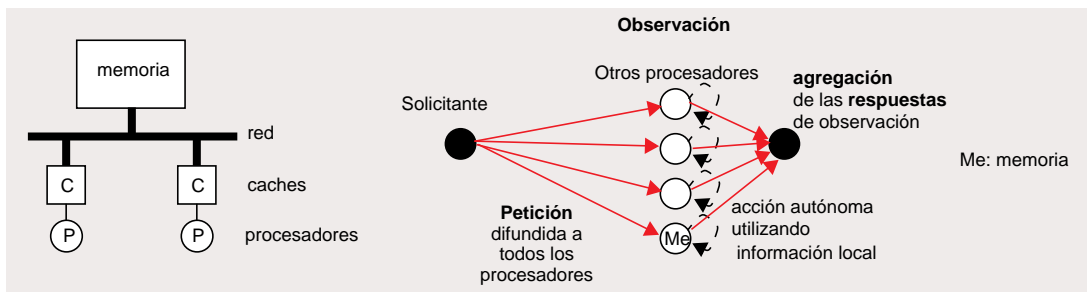 memoria
red
C
C
caches
P
P
procesadores
Observación
Otros procesadores
Solicitante
agregación
de las respuestas
de observación
Me: memoria
Petición
difundida a
todos los
procesadores
Me
acción autónoma
utilizando
información local